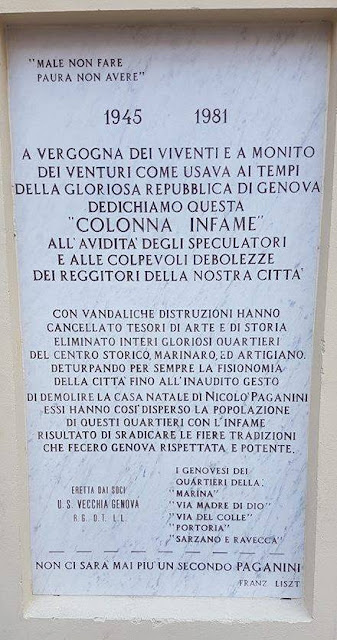 "MALE NON FARE
PAURA NON AVERE"
1945 1981
A VERGOGNA DEI VIVENTI E A MONITO
DEI VENTURI COME USAVA AI TEMPI
DELLA GLORIOSA REPUBBLICA DI GENOVA
DEDICHIAMO QUESTA
"COLONNA INFAME"
ALL'AVIDITA' DEGLI SPECULATORI
E ALLE COLPEVOLI DEBOLEZZE
DEI REGGITORI DELLA NOSTRA CITTA'
CON VANDALICHE DISTRUZIONI HANNO
CANCELLATO TESORI DI ARTE E DI STORIA
ELIMINATO INTERI GLORIOSI QUARTIERI
DEL CENTRO STORICO, MARINARO, ED ARTIGIANO.
DETURPANDO PER SEMPRE LA FISIONOMIA
DELLA CITTA' FINO ALL'INAUDITO GESTO
DI DEMOLIRE LA CASA NATALE DI NICOLO' PAGANINI
ESSI HANNO COSI' DISPERSO LA POPOLAZIONE
DI QUESTI QUARTIERI CON L'INFAME
RISULTATO DI SRADICARE LE FIERE TRADIZIONI
CHE FECERO GENOVA RISPETTATA E POTENTE.
ERETTA DAI SOCI
U.S. VECCHIA GENOVA
R.G. D.T. L.L.
I GENOVESI DEI
QUARTIERI DELLA:
"MARINA"
"VIA MADRE DI DIO"
"VIA DEL COLLE"
"PORTORIA"
"SARZANO E RAVECCA"
NON CI SARA MAI PIU UN SECONDO PAGANINI
FRANZ LISZT